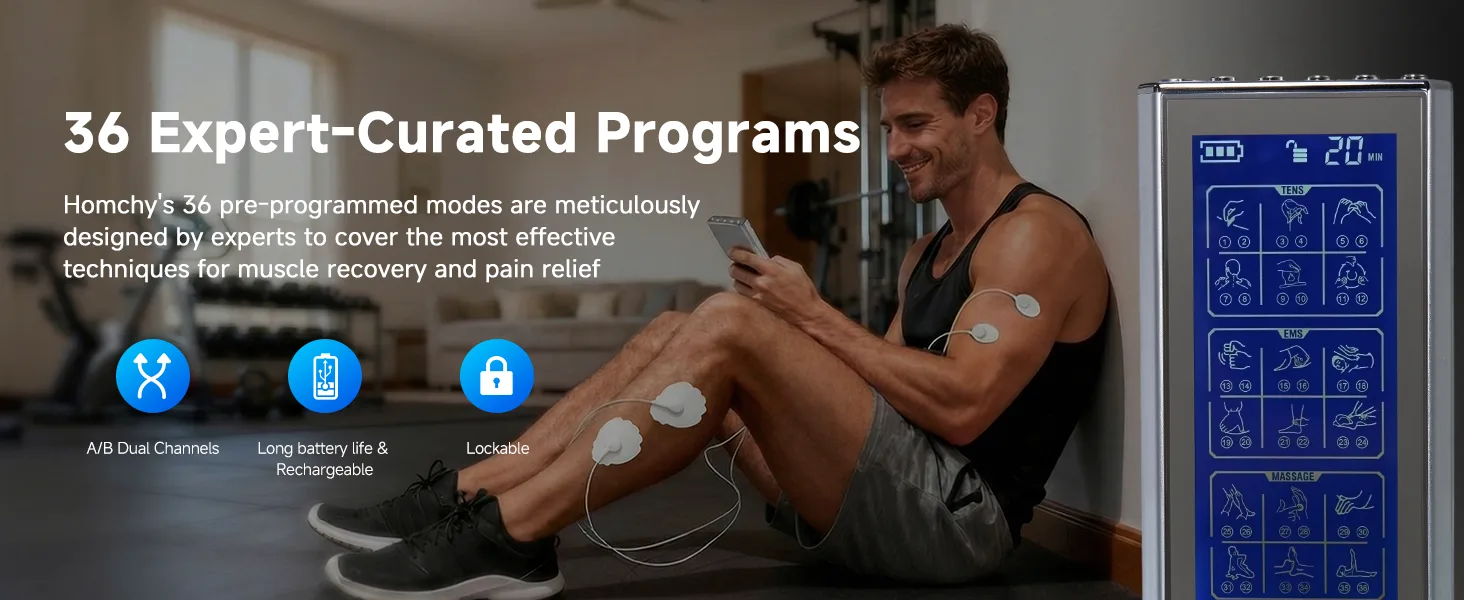 36 Expert-Curated Programs
Homchy's 36 pre-programmed modes are meticulously
designed by experts to cover the most effective
techniques for muscle recovery and pain relief
A/B Dual Channels
Long battery life &
Rechargeable
Lockable
20 MIN
TENS
1 2 3 4 5 6
7 8 9 10 11 12
EMS
13 14 15 16 17 18
19 20 21 22 23 24
MASSAGE
25 26 27 28 29 30
31 32 33 34 35 36